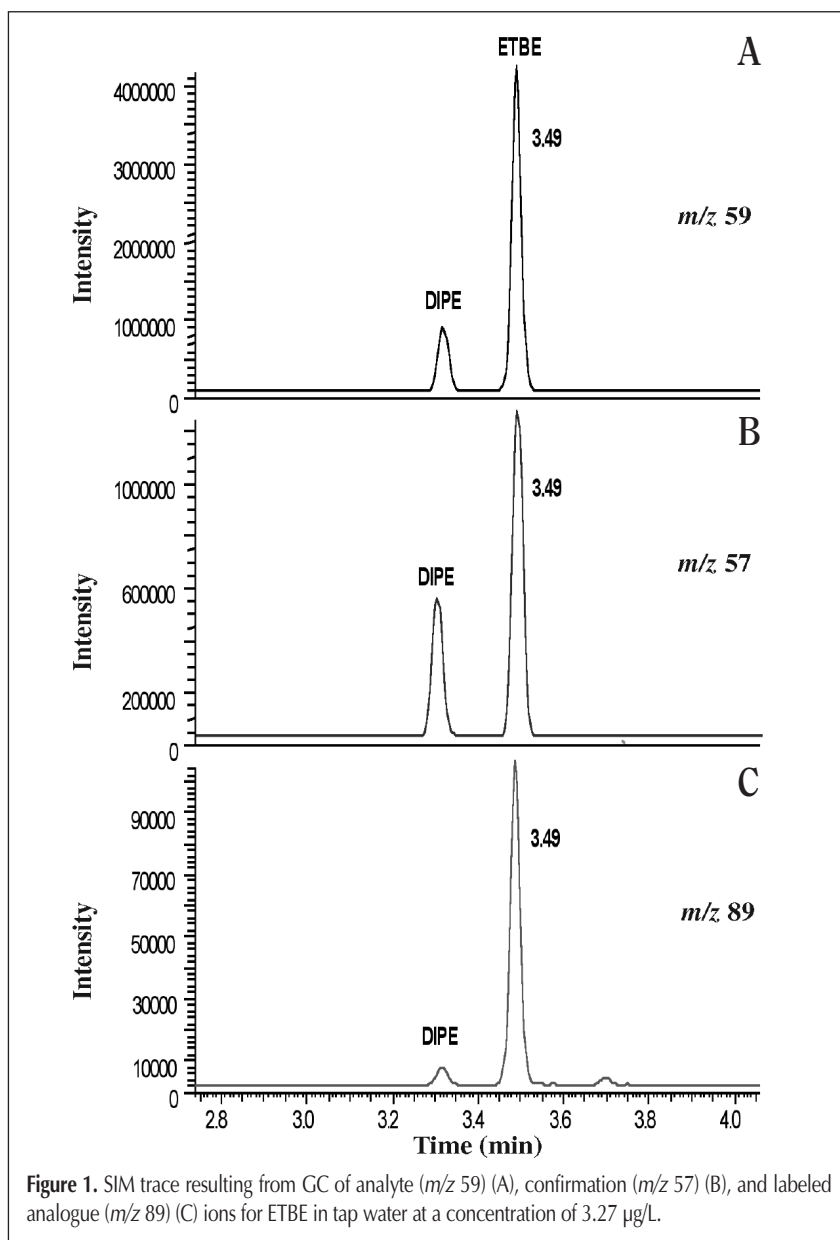 A
ETBE
4000000
3.49
3000000
m/z 59
Intensity
2000000
DIPE
1000000
0
B
1000000
3.49
m/z 57
DIPE
Intensity
600000
200000
0
C
90000
3.49
70000
m/z 89
Intensity
50000
30000
DIPE
10000
0
2.8 3.0 3.2 3.4 3.6 3.8 4.0
Time (min)
Figure 1. SIM trace resulting from GC of analyte (m/z 59) (A), confirmation (m/z 57) (B), and labeled
analogue (m/z 89) (C) ions for ETBE in tap water at a concentration of 3.27 µg/L.